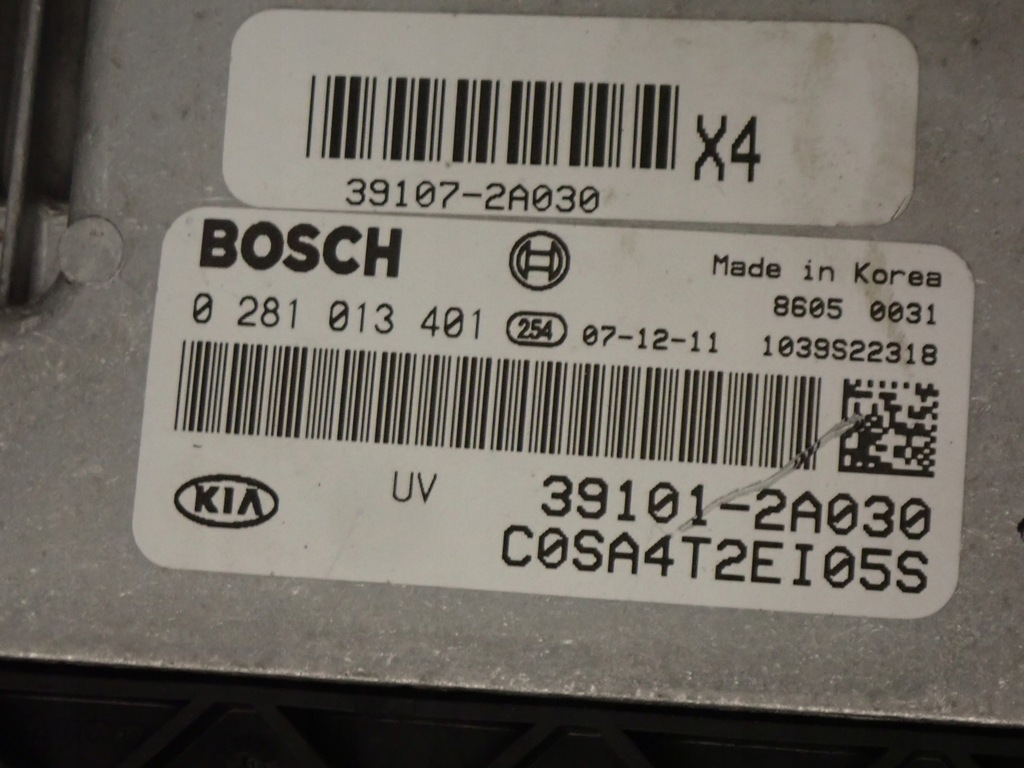 X4
39107-2A030
BOSCH
Made in Korea
8605 0031
0 281 013 401 254 07-12-11 1039S22318
KIA UV 39101-2A030
C0SA4T2EI05S